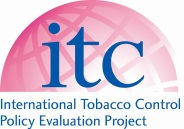 itc
International Tobacco Control
Policy Evaluation Project